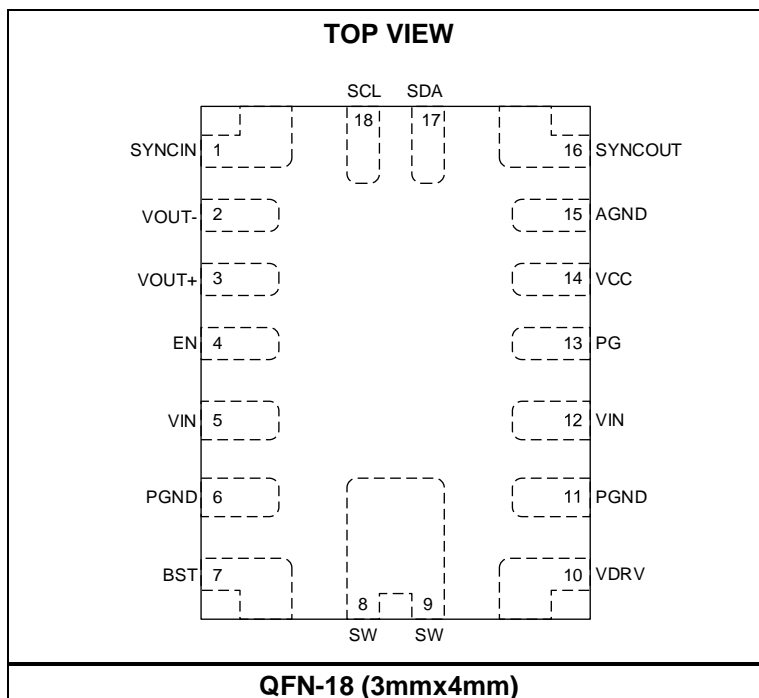 TOP VIEW
SCL SDA
18 17
SYNCIN 1 16 SYNCOUT
VOUT- 2 15 AGND
VOUT+ 3 14 VCC
EN 4 13 PG
VIN 5 12 VIN
PGND 6 11 PGND
BST 7 10 VDRV
8 9
SW SW
QFN-18 (3mmx4mm)